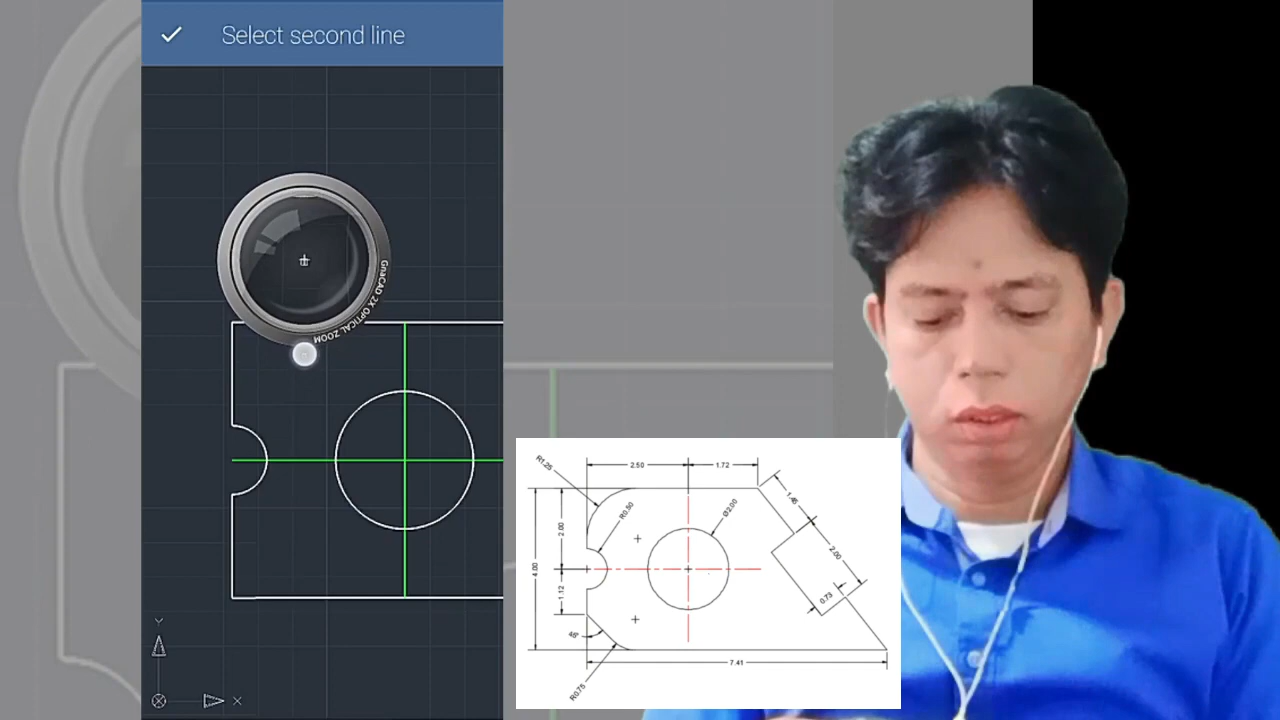 Select second line
GnaCAD 2X OPTICAL ZOOM
R1.25
2.50
1.72
1.46
R0.50
Ø2.00
2.00
2.00
4.00
1.12
0.73
45°
7.41
R0.75